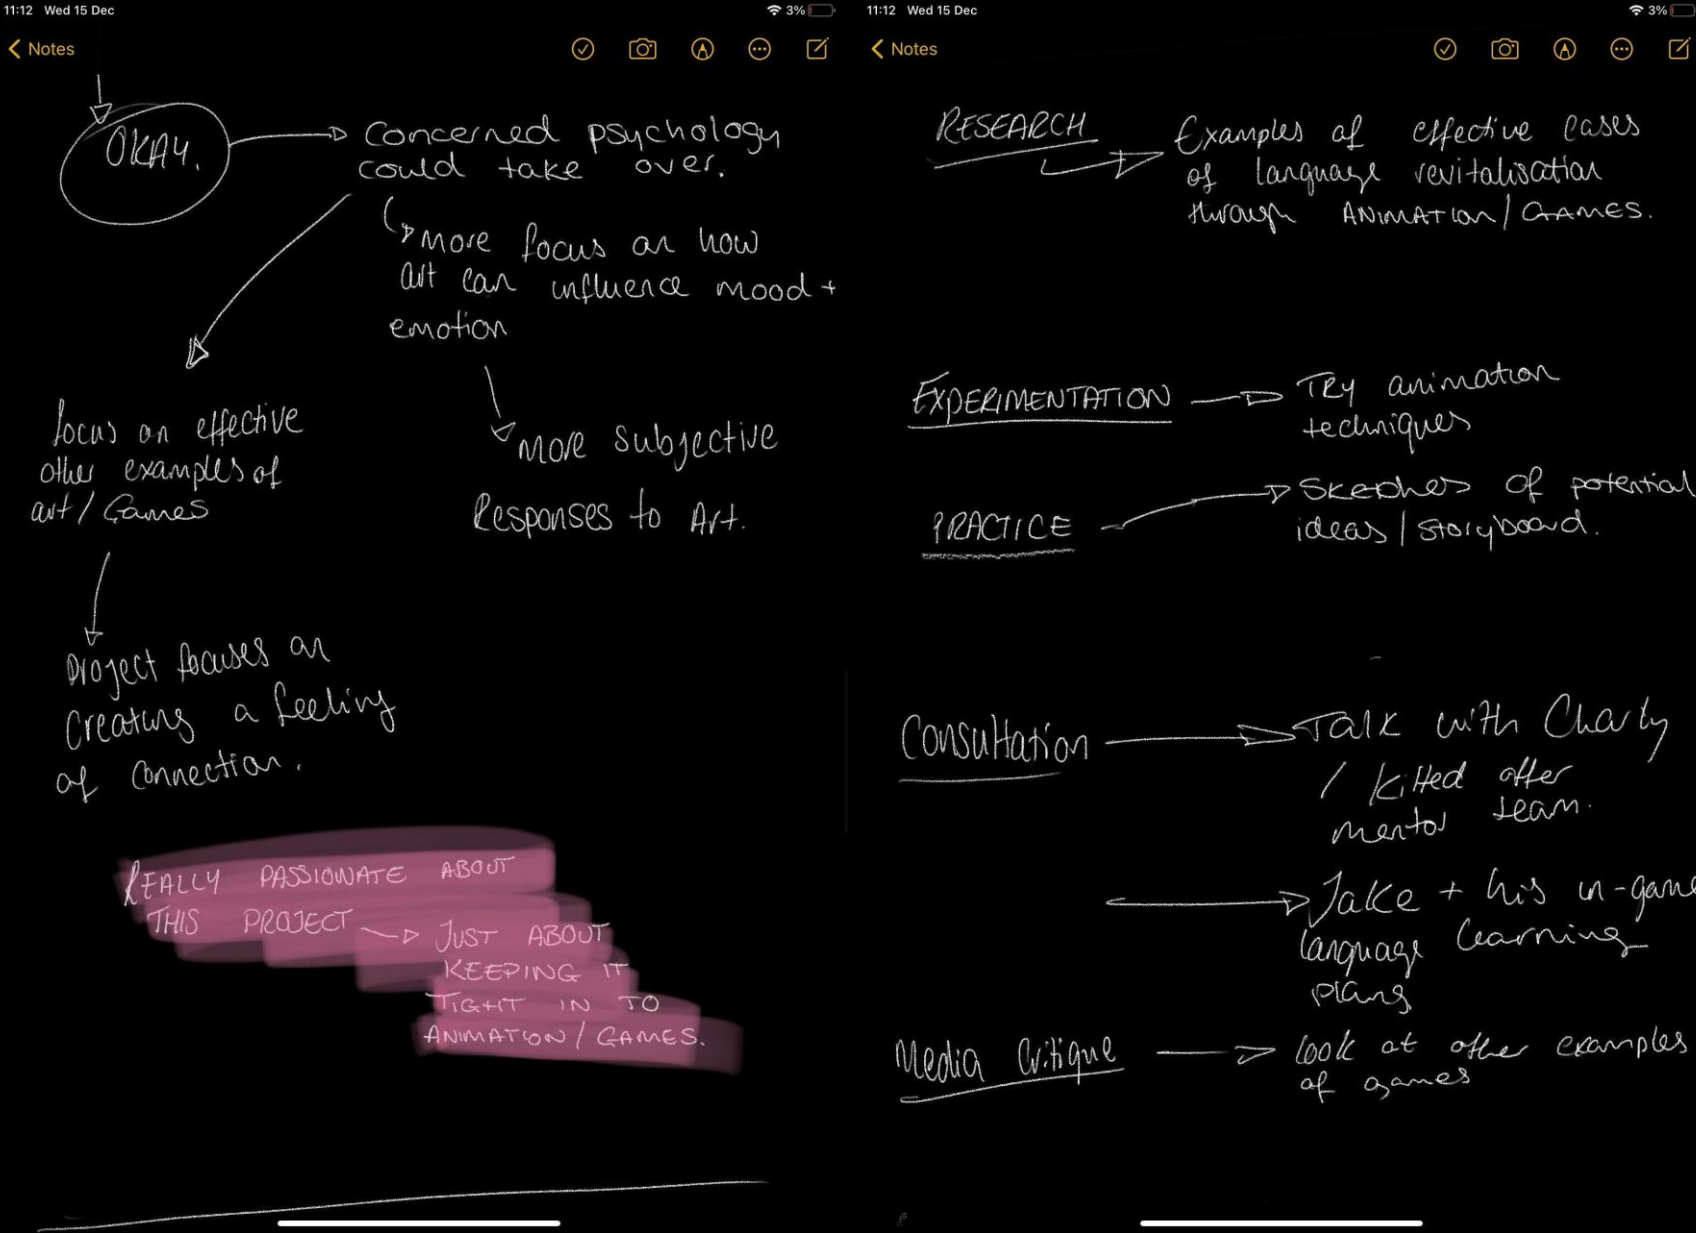 11:12 Wed 15 Dec
3%
Notes
OKAY.
Concerned psychology
could take over.
More focus on how
art can influence mood +
emotion
More subjective
Responses to Art.
focus on effective
other examples of
art/Games
Project focuses on
Creating a feeling
of connection.
REALLY PASSIONATE ABOUT
THIS PROJECT
JUST ABOUT
KEEPING IT
TIGHT IN TO
ANIMATION/GAMES.
11:12 Wed 15 Dec
3%
Notes
RESEARCH
Examples of effective cases
of language revitalisation
through ANIMATION/GAMES.
EXPERIMENTATION
TRY animation
techniques
PRACTICE
Sketches of potential
ideas/storyboard.
Consultation
Talk with Charly
/ Kitted
mentor team.
Jake + his in-game
language learning
plans
Media Critique
look at other examples
of games